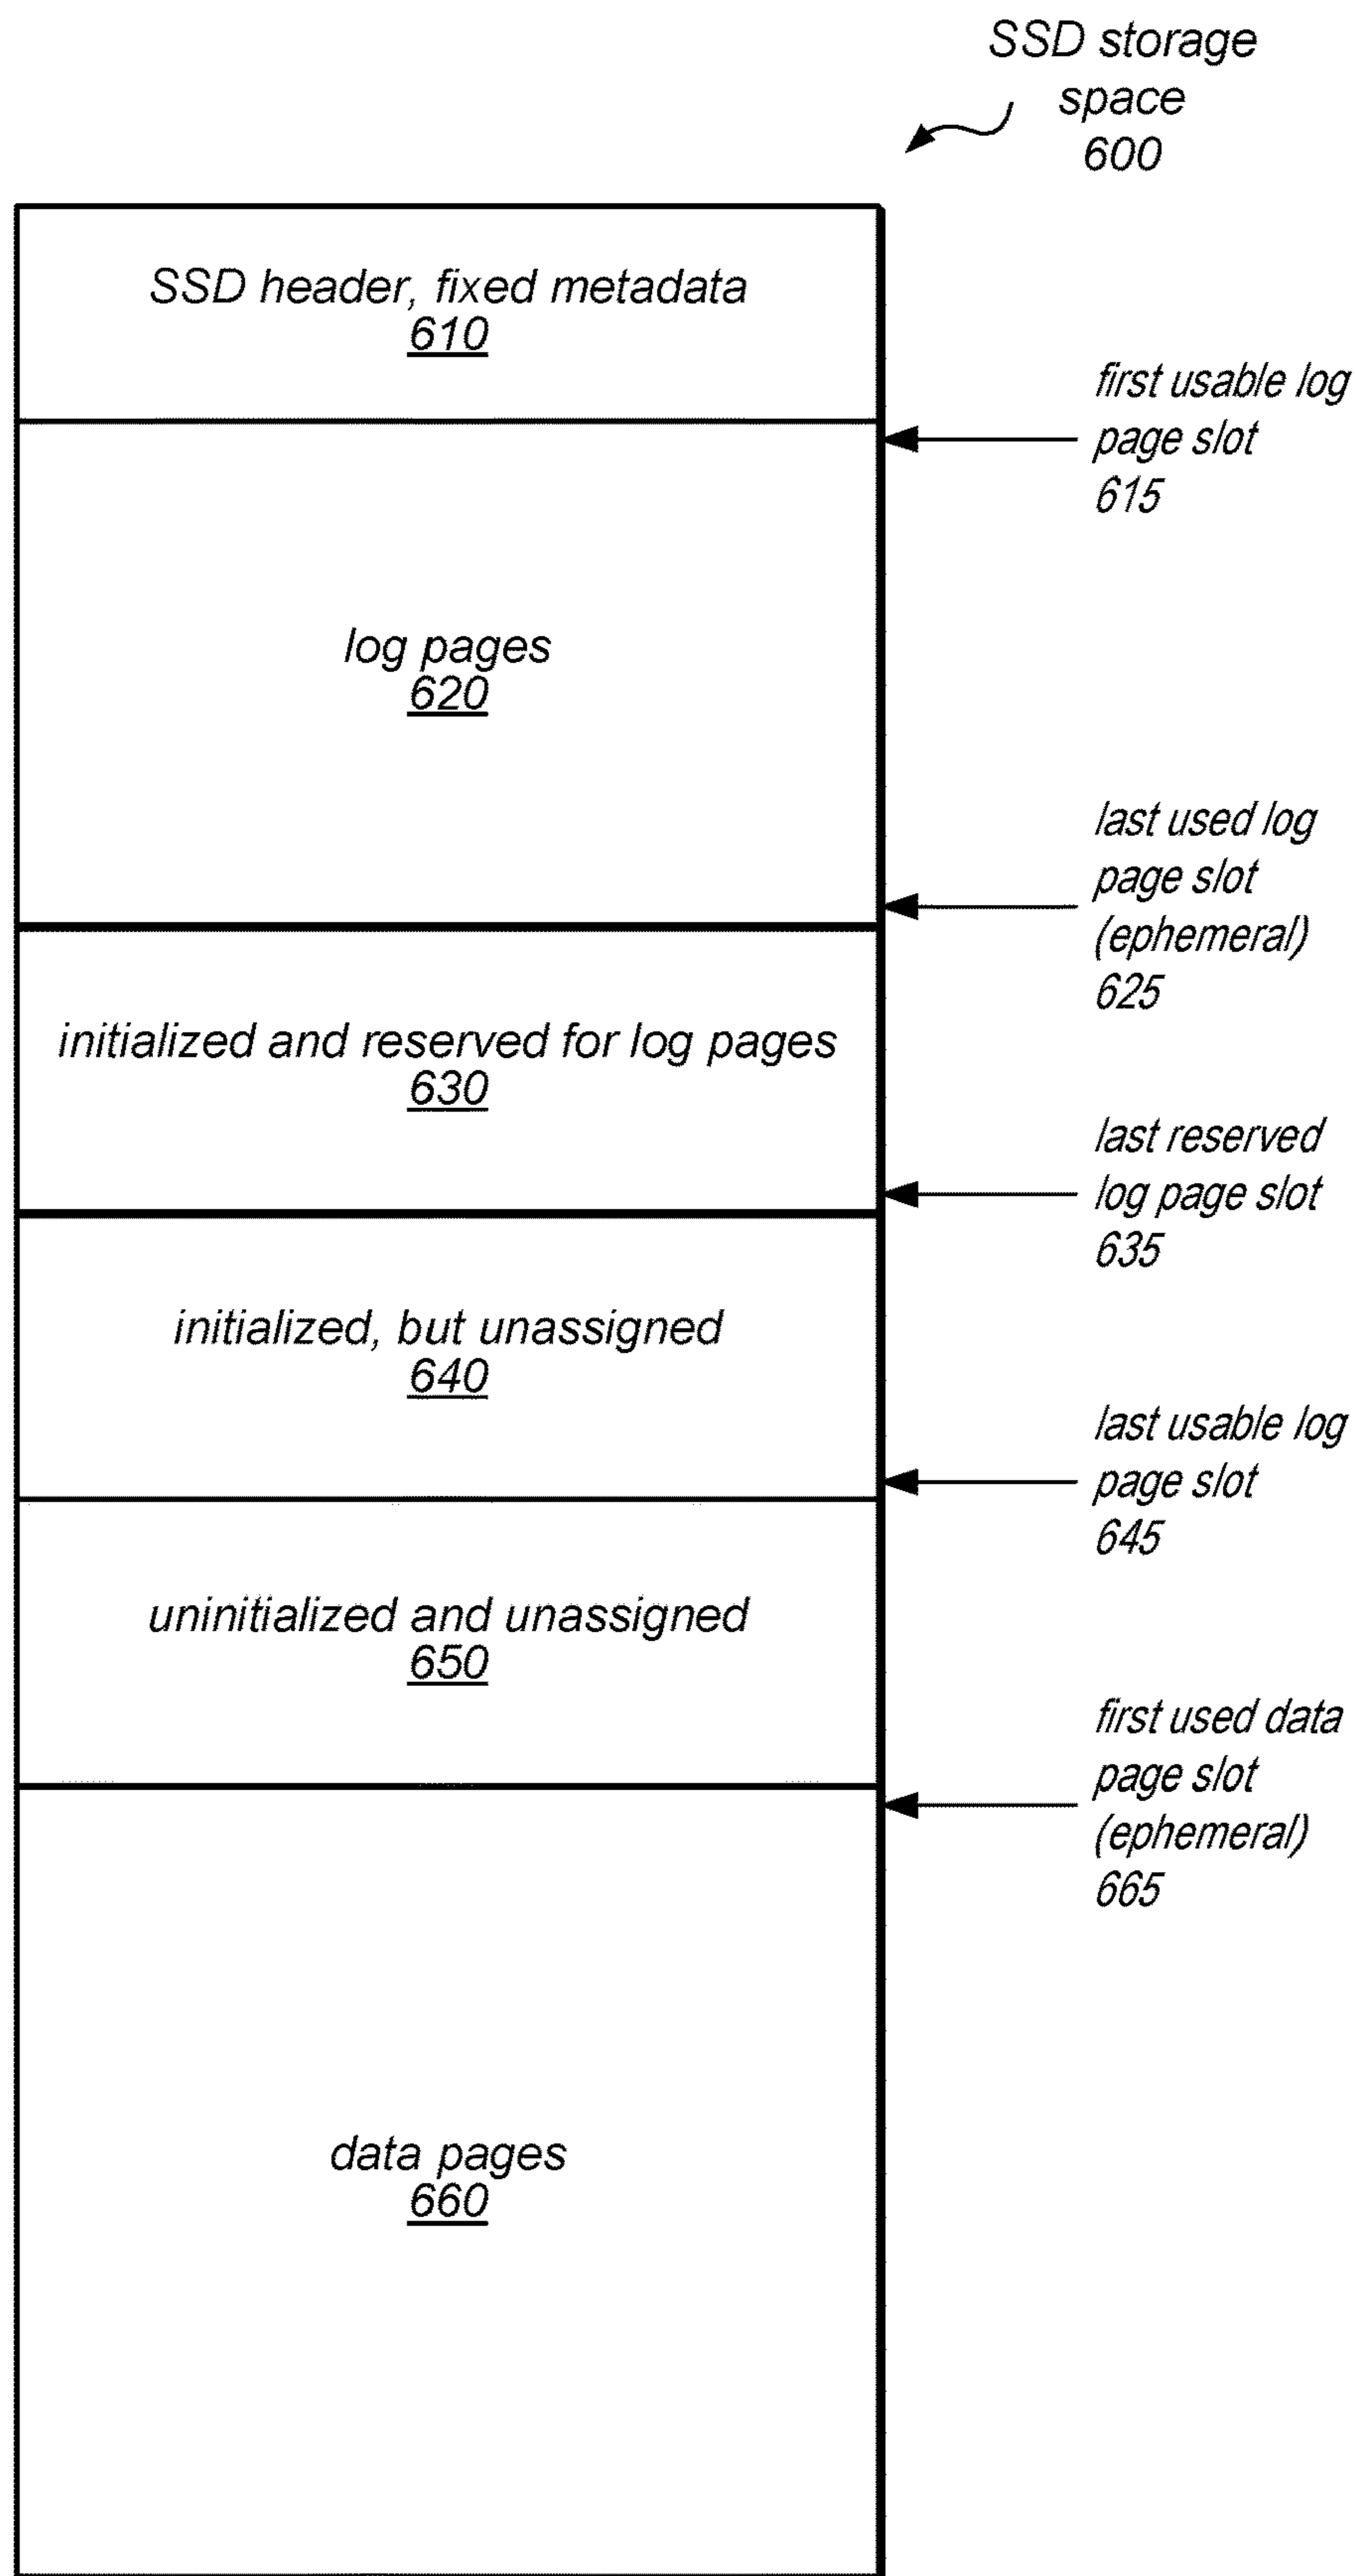 SSD storage
space
600
SSD header, fixed metadata
610
first usable log
page slot
615
log pages
620
last used log
page slot
(ephemeral)
625
initialized and reserved for log pages
630
last reserved
log page slot
635
initialized, but unassigned
640
last usable log
page slot
645
uninitialized and unassigned
650
first used data
page slot
(ephemeral)
665
data pages
660